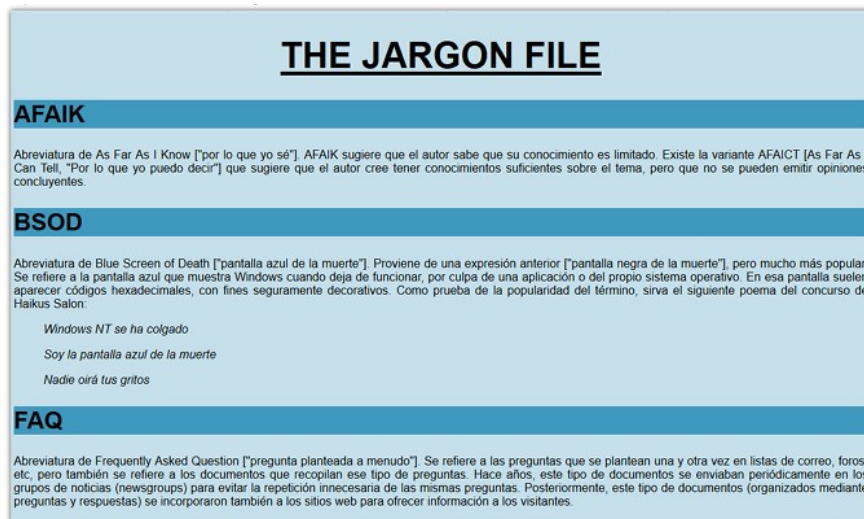 THE JARGON FILE
AFAIK
Abreviatura de As Far As I Know ["por lo que yo sé"]. AFAIK sugiere que el autor sabe que su conocimiento es limitado. Existe la variante AFAICT [As Far As
Can Tell, "Por lo que yo puedo decir"] que sugiere que el autor cree tener conocimientos suficientes sobre el tema, pero que no se pueden emitir opiniones
concluyentes.
BSOD
Abreviatura de Blue Screen of Death ["pantalla azul de la muerte"]. Proviene de una expresión anterior ["pantalla negra de la muerte"], pero mucho más popular
Se refiere a la pantalla azul que muestra Windows cuando deja de funcionar, por culpa de una aplicación o del propio sistema operativo. En esa pantalla suelen
aparecer códigos hexadecimales, con fines seguramente decorativos. Como prueba de la popularidad del término, sirva el siguiente poema del concurso de
Haikus Salon:
Windows NT se ha colgado
Soy la pantalla azul de la muerte
Nadie oirá tus gritos
FAQ
Abreviatura de Frequently Asked Question ["pregunta planteada a menudo"]. Se refiere a las preguntas que se plantean una y otra vez en listas de correo, foros,
etc, pero también se refiere a los documentos que recopilan ese tipo de preguntas. Hace años, este tipo de documentos se enviaban periódicamente en los
grupos de noticias (newsgroups) para evitar la repetición innecesaria de las mismas preguntas. Posteriormente, este tipo de documentos (organizados mediante
preguntas y respuestas) se incorporaron también a los sitios web para ofrecer información a los visitantes.